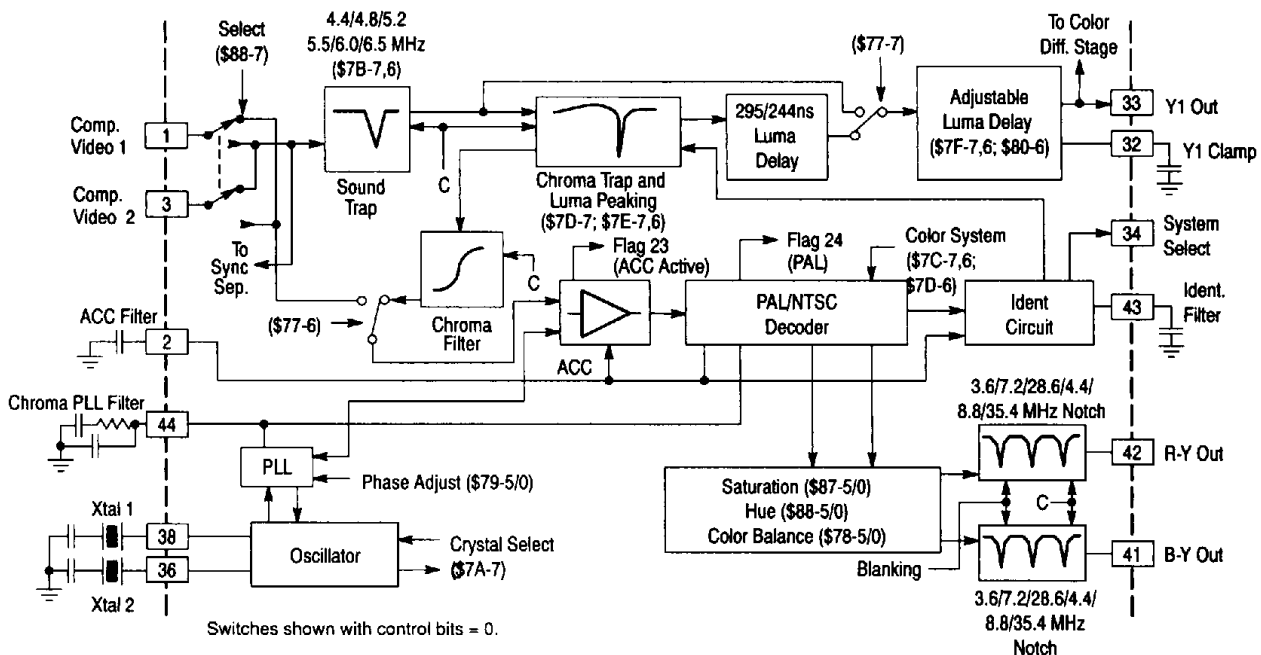 Select
($88-7)
4.4/4.8/5.2
5.5/6.0/6.5 MHz
($7B-7,6)
To Color
Diff. Stage
($77-7)
Comp.
Video 1
1
Comp.
Video 2
3
Sound
Trap
C
Chroma Trap and
Luma Peaking
($7D-7; $7E-7,6)
295/244ns
Luma
Delay
Adjustable
Luma Delay
($7F-7,6; $80-6)
33
Y1 Out
32
Y1 Clamp
34
System
Select
To
Sync
Sep.
Flag 23
(ACC Active)
Flag 24
(PAL)
Color System
($7C-7,6;
$7D-6)
C
Chroma
Filter
($77-6)
PAL/NTSC
Decoder
Ident
Circuit
43
Ident.
Filter
ACC Filter
2
ACC
Chroma PLL Filter
44
PLL
Phase Adjust ($79-5/0)
3.6/7.2/28.6/4.4/
8.8/35.4 MHz Notch
42
R-Y Out
Saturation ($87-5/0)
Hue ($88-5/0)
Color Balance ($78-5/0)
C
Blanking
41
B-Y Out
3.6/7.2/28.6/4.4/
8.8/35.4 MHz
Notch
Xtal 1
38
36
Xtal 2
Oscillator
Crystal Select
($7A-7)
Switches shown with control bits = 0.